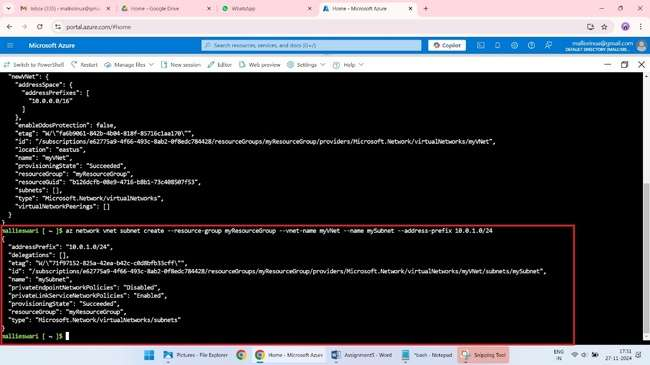 Inbox (335) - mallesinua@gmail.c
Home - Google Drive
WhatsApp
Home - Microsoft Azure
portal.azure.com/#home
Microsoft Azure
Search resources, services, and docs (G+/)
Copilot
mallesinua@gmail.com
DEFAULT DIRECTORY
Switch to PowerShell Restart Manage files New session Editor Web preview Settings Help
"newVNet": {
"addressSpace": {
"addressPrefixes": [
"10.0.0.0/16"
]
},
"enableDdosProtection": false,
"etag": "W/\"fa6b9061-842b-4b04-818f-85716c1aa170\"",
"id": "/subscriptions/e62775a9-4f66-493c-8ab2-0f8edc784428/resourceGroups/myResourceGroup/providers/Microsoft.Network/virtualNetworks/myVNet",
"location": "eastus",
"name": "myVNet",
"provisioningState": "Succeeded",
"resourceGroup": "myResourceGroup",
"resourceGuid": "b126dcfb-08e9-4716-b8b1-73c408507f53",
"subnets": [],
"type": "Microsoft.Network/virtualNetworks",
"virtualNetworkPeerings": []
}
}
mallieswari [ ~ ]$ az network vnet subnet create --resource-group myResourceGroup --vnet-name myVNet --name mySubnet --address-prefix 10.0.1.0/24
{
"addressPrefix": "10.0.1.0/24",
"delegations": [],
"etag": "W/\"71f97152-825a-42ea-b42c-c0d8bfb33cff\"",
"id": "/subscriptions/e62775a9-4f66-493c-8ab2-0f8edc784428/resourceGroups/myResourceGroup/providers/Microsoft.Network/virtualNetworks/myVNet/subnets/mySubnet",
"name": "mySubnet",
"privateEndpointNetworkPolicies": "Disabled",
"privateLinkServiceNetworkPolicies": "Enabled",
"provisioningState": "Succeeded",
"resourceGroup": "myResourceGroup",
"type": "Microsoft.Network/virtualNetworks/subnets"
}
mallieswari [ ~ ]$
Pictures - File Explorer
Home - Microsoft Azure
Assignment5 - Word
*bash - Notepad
Snipping Tool
ENG
IN
17:51
27-11-2024